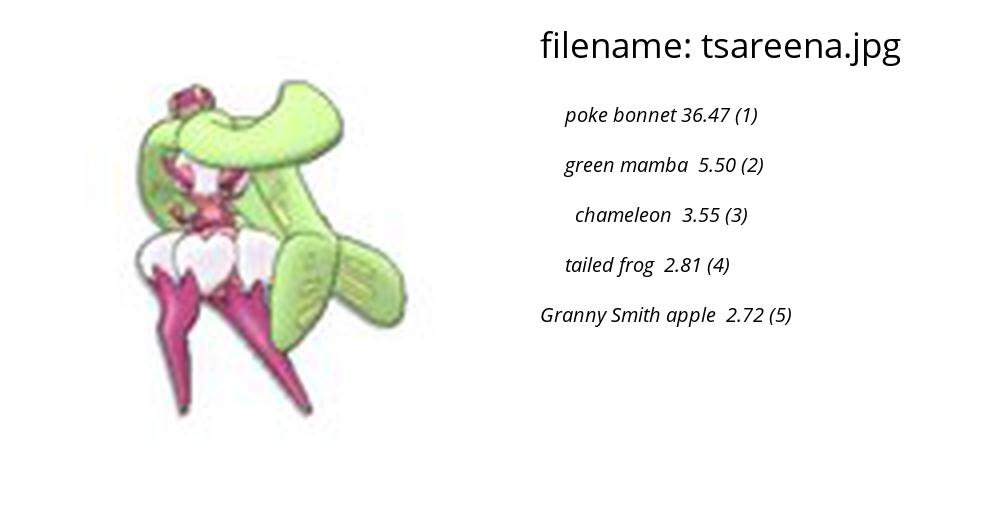 filename: tsareena.jpg
poke bonnet 36.47 (1)
green mamba 5.50 (2)
chameleon 3.55 (3)
tailed frog 2.81 (4)
Granny Smith apple 2.72 (5)